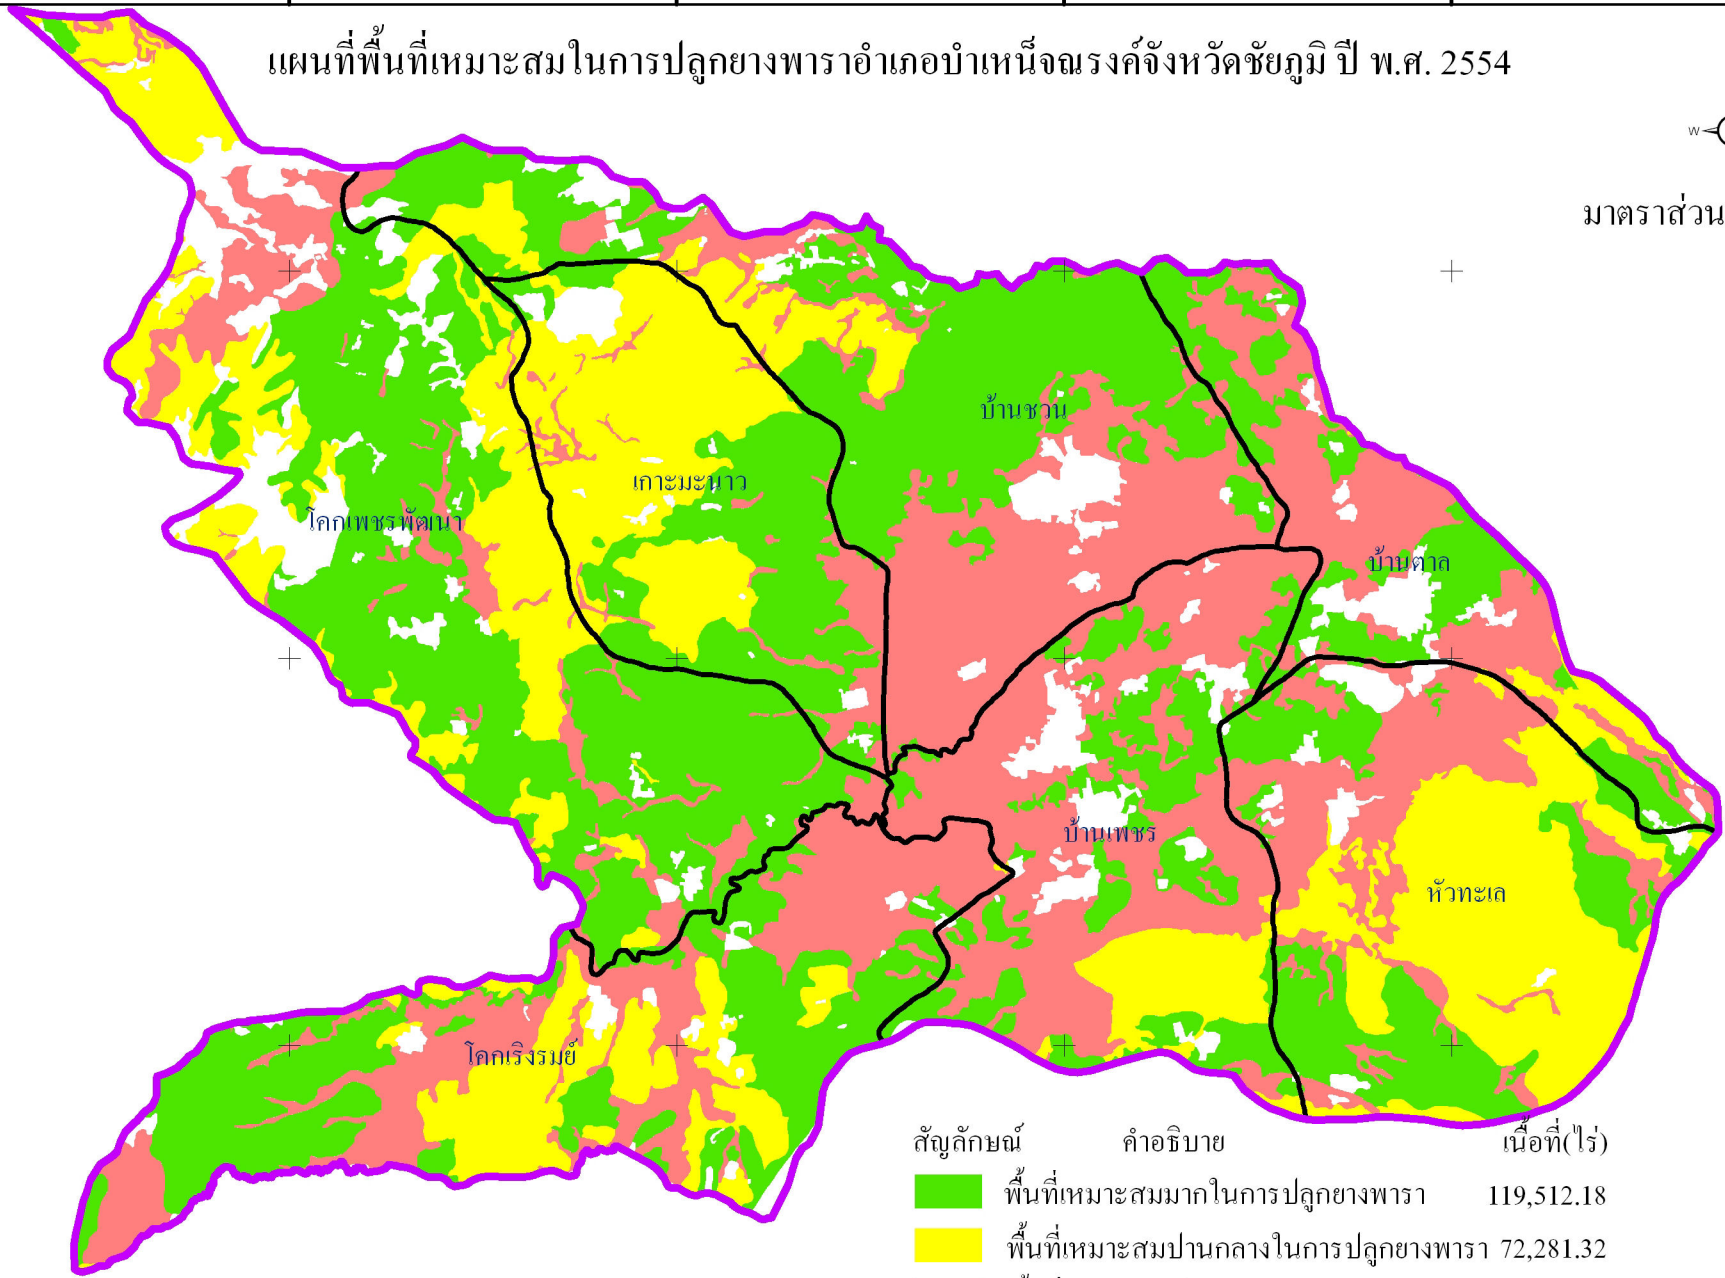 แผนที่พื้นที่เหมาะสมในการปลูกยางพาราอำเภอบำเหน็จณรงค์จังหวัดชัยภูมิ ปี พ.ศ. 2554
W
มาตราส่วน
บ้านชวน
เกาะมะนาว
โคกเพชรพัฒนา
บ้านตาล
บ้านเพชร
หัวทะเล
โคกเริงรมย์
สัญลักษณ์ คำอธิบาย เนื้อที่(ไร่)
พื้นที่เหมาะสมมากในการปลูกยางพารา 119,512.18
พื้นที่เหมาะสมปานกลางในการปลูกยางพารา 72,281.32